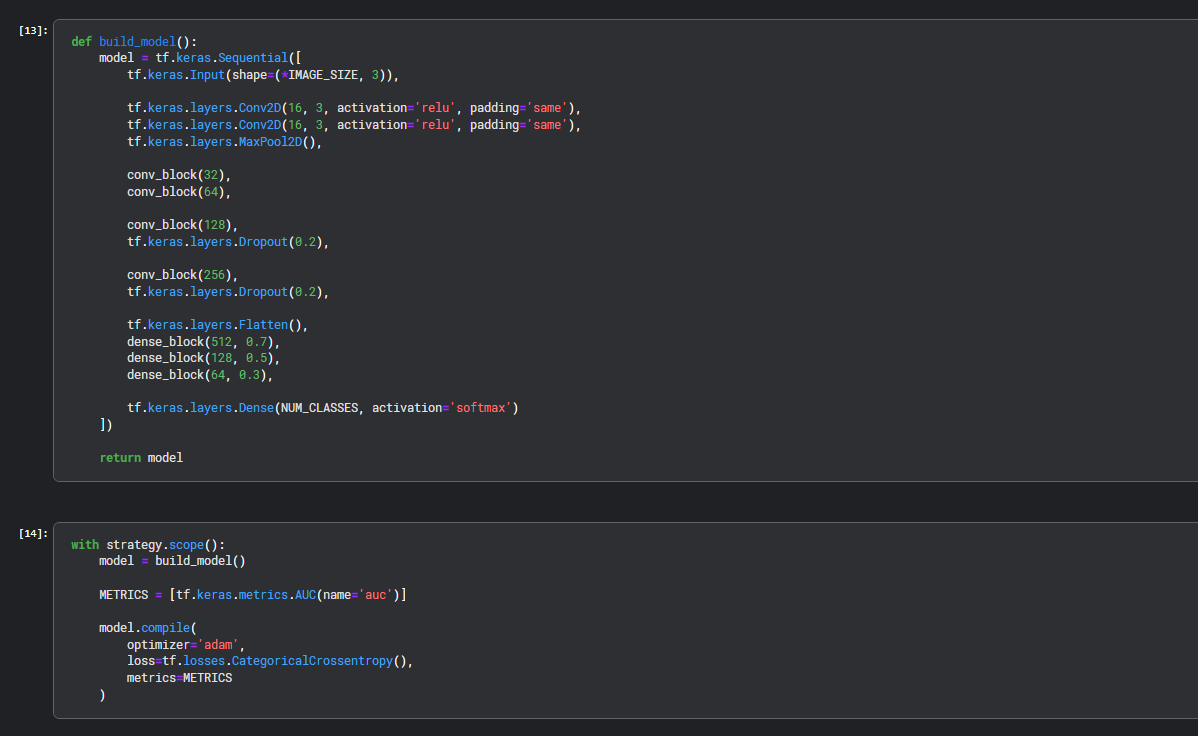 [13]:
def build_model():
    model = tf.keras.Sequential([
        tf.keras.Input(shape=(*IMAGE_SIZE, 3)),

        tf.keras.layers.Conv2D(16, 3, activation='relu', padding='same'),
        tf.keras.layers.Conv2D(16, 3, activation='relu', padding='same'),
        tf.keras.layers.MaxPool2D(),

        conv_block(32),
        conv_block(64),

        conv_block(128),
        tf.keras.layers.Dropout(0.2),

        conv_block(256),
        tf.keras.layers.Dropout(0.2),

        tf.keras.layers.Flatten(),
        dense_block(512, 0.7),
        dense_block(128, 0.5),
        dense_block(64, 0.3),

        tf.keras.layers.Dense(NUM_CLASSES, activation='softmax')
    ])

    return model
[14]:
with strategy.scope():
    model = build_model()

    METRICS = [tf.keras.metrics.AUC(name='auc')]

    model.compile(
        optimizer='adam',
        loss=tf.losses.CategoricalCrossentropy(),
        metrics=METRICS
    )